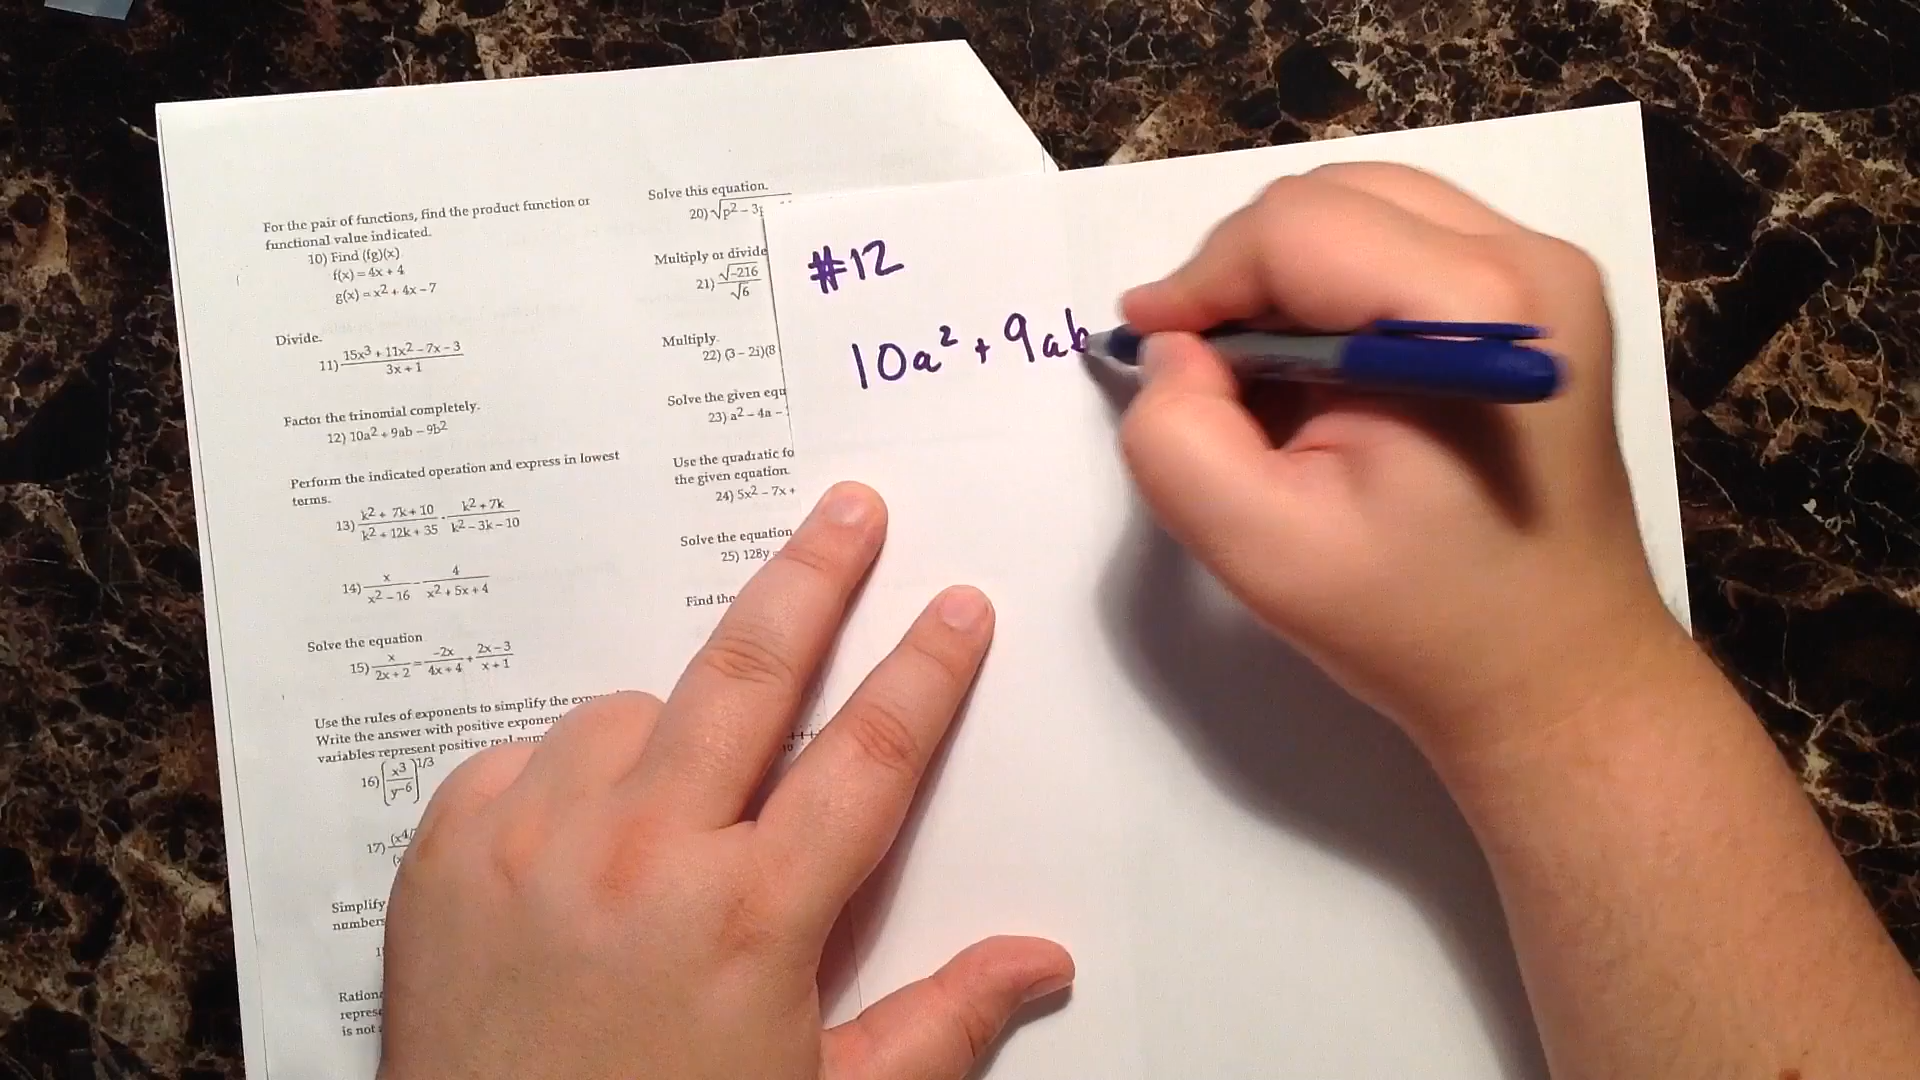 For the pair of functions, find the product function or
functional value indicated.
10) Find (fg)(x)
f(x) = 4x + 4
g(x) = x² + 4x – 7
Divide.
11) 15x³ + 11x² – 7x – 3
3x + 1
Factor the trinomial completely.
12) 10a² + 9ab – 9b²
Perform the indicated operation and express in lowest
terms.
13) k² + 7k + 10 / k² + 12k + 35 · k² + 7k / k² – 3k – 10
14) x / x² – 16 – 4 / x² + 5x + 4
Solve the equation
15) x / 2x + 2 = –2x / 4x + 4 + 2x – 3 / x + 1
Use the rules of exponents to simplify the
Write the answer with positive
variables represent positive real
16) (x³ / y–6)1/3
17)
Simplify
numbers
is not
Solve this equation.
20) √p² – 3
Multiply or divide
21) √–216 / √6
Multiply.
22) (3 – 2i)(8
Solve the given
23) a² – 4a –
Use the quadratic
the given equation.
24) 5x² – 7x +
Solve the equation
25) 128y
Find the
#12
10a² + 9ab